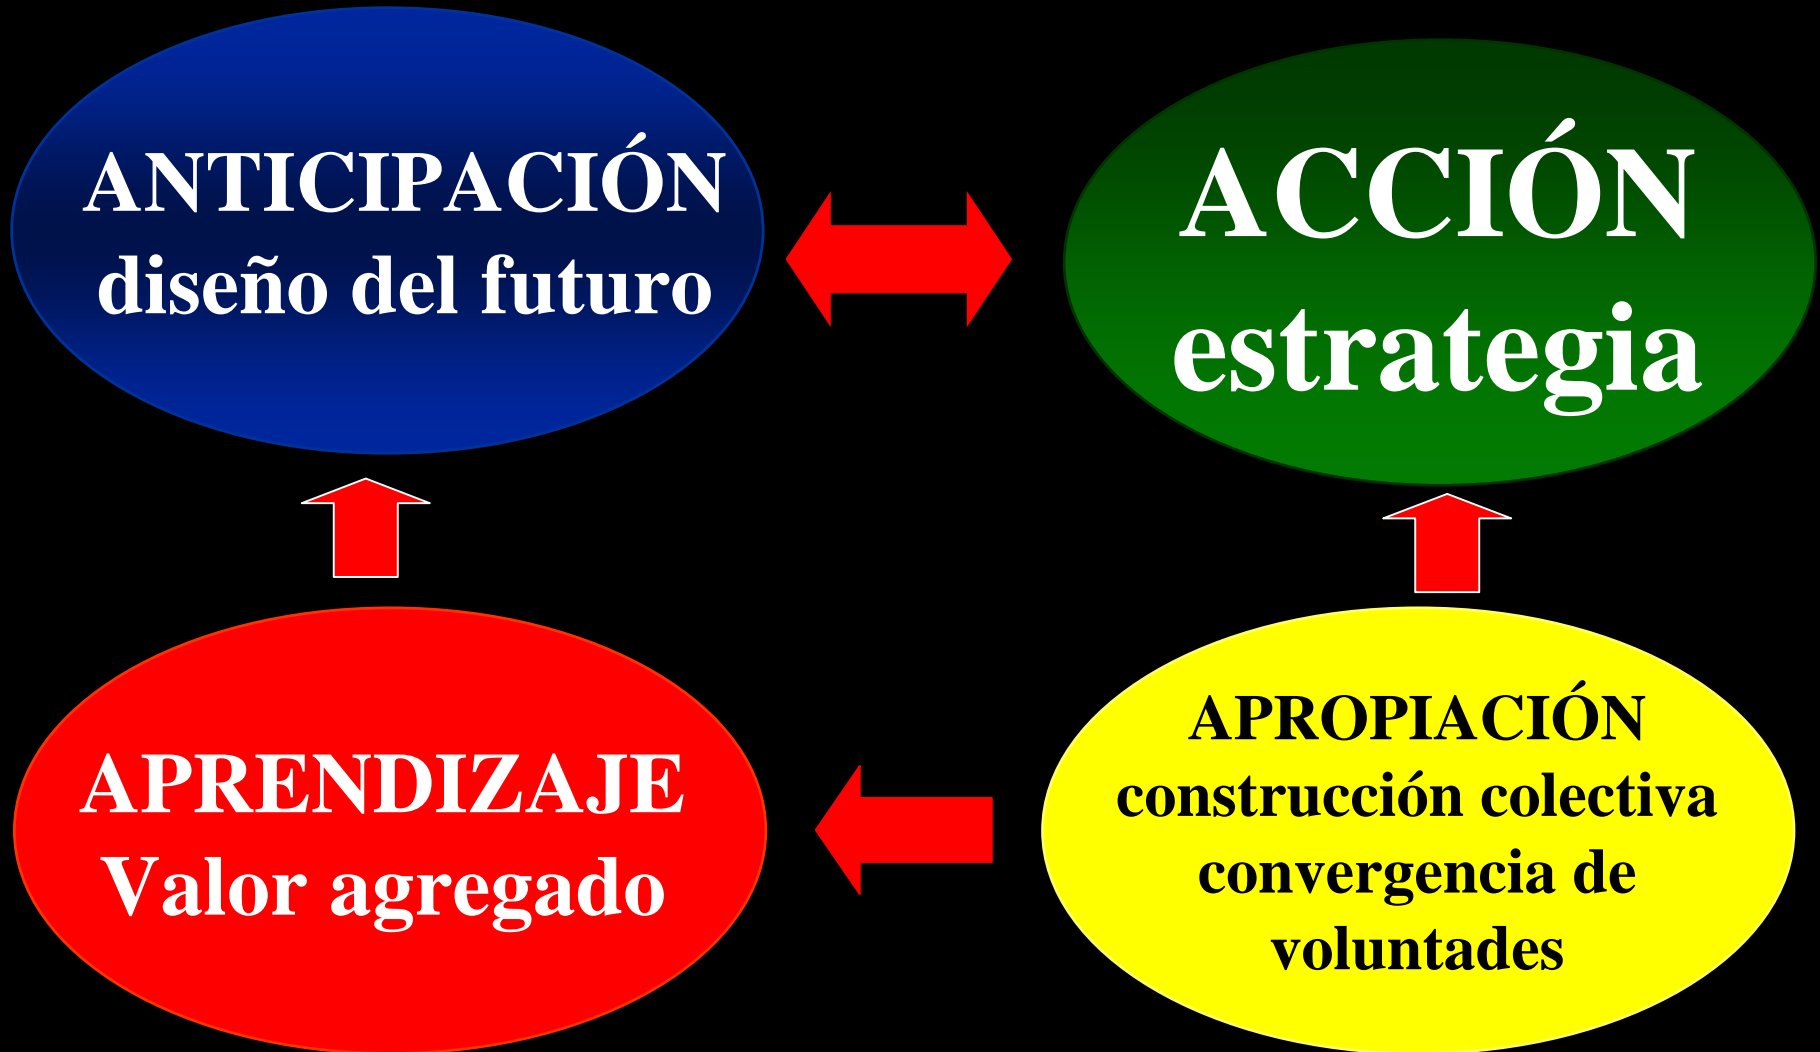 ANTICIPACIÓN
diseño del futuro
ACCIÓN
estrategia
APRENDIZAJE
Valor agregado
APROPIACIÓN
construcción colectiva
convergencia de
voluntades